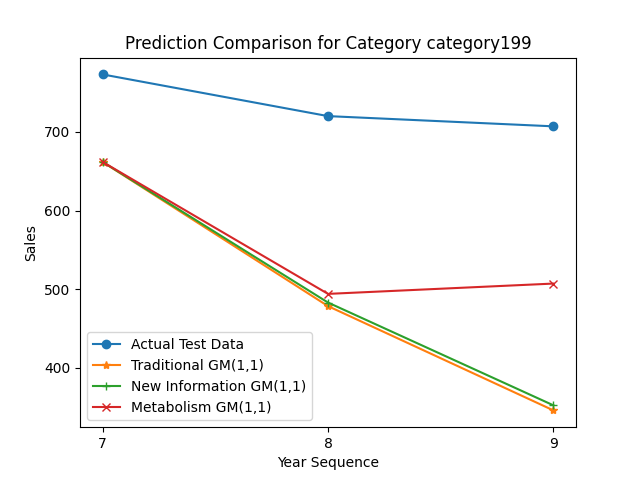 Prediction Comparison for Category category199
Sales
700
600
500
400
Actual Test Data
Traditional GM(1,1)
New Information GM(1,1)
Metabolism GM(1,1)
7
8
9
Year Sequence